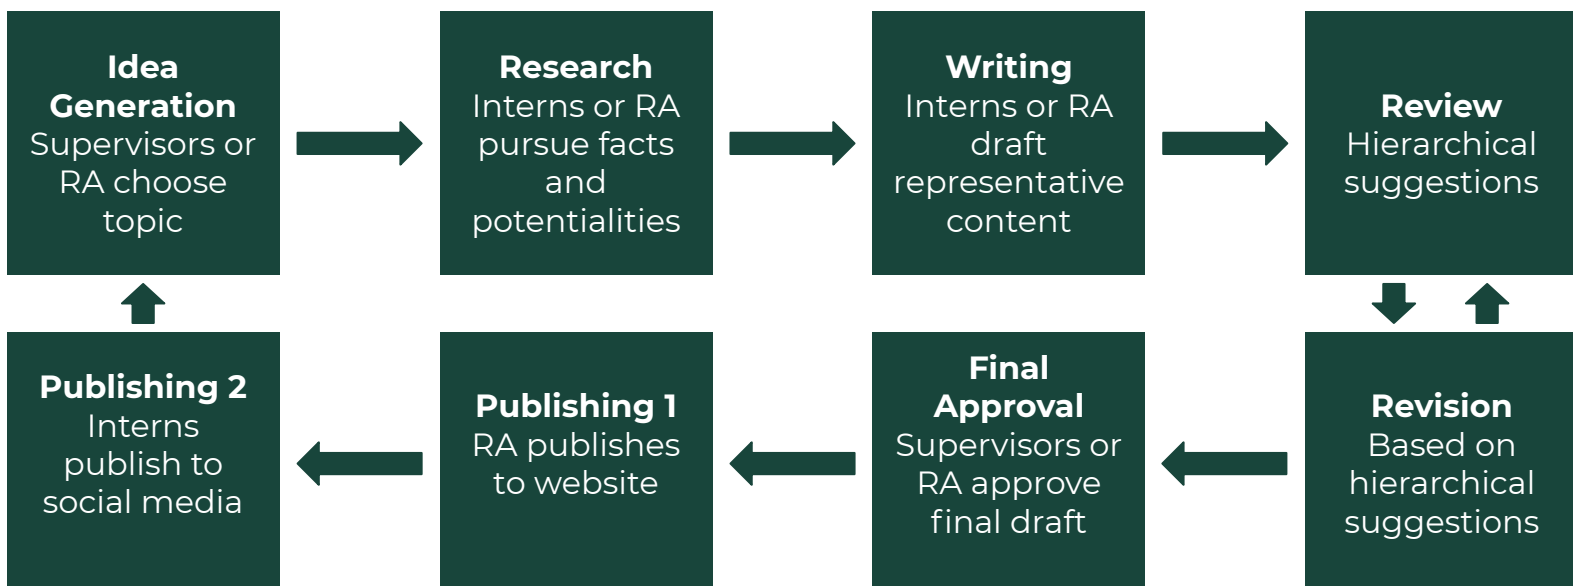 Idea
Generation
Supervisors or
RA choose
topic
Research
Interns or RA
pursue facts
and
potentialities
Writing
Interns or RA
draft
representative
content
Review
Hierarchical
suggestions
Publishing 2
Interns
publish to
social media
Publishing 1
RA publishes
to website
Final
Approval
Supervisors or
RA approve
final draft
Revision
Based on
hierarchical
suggestions